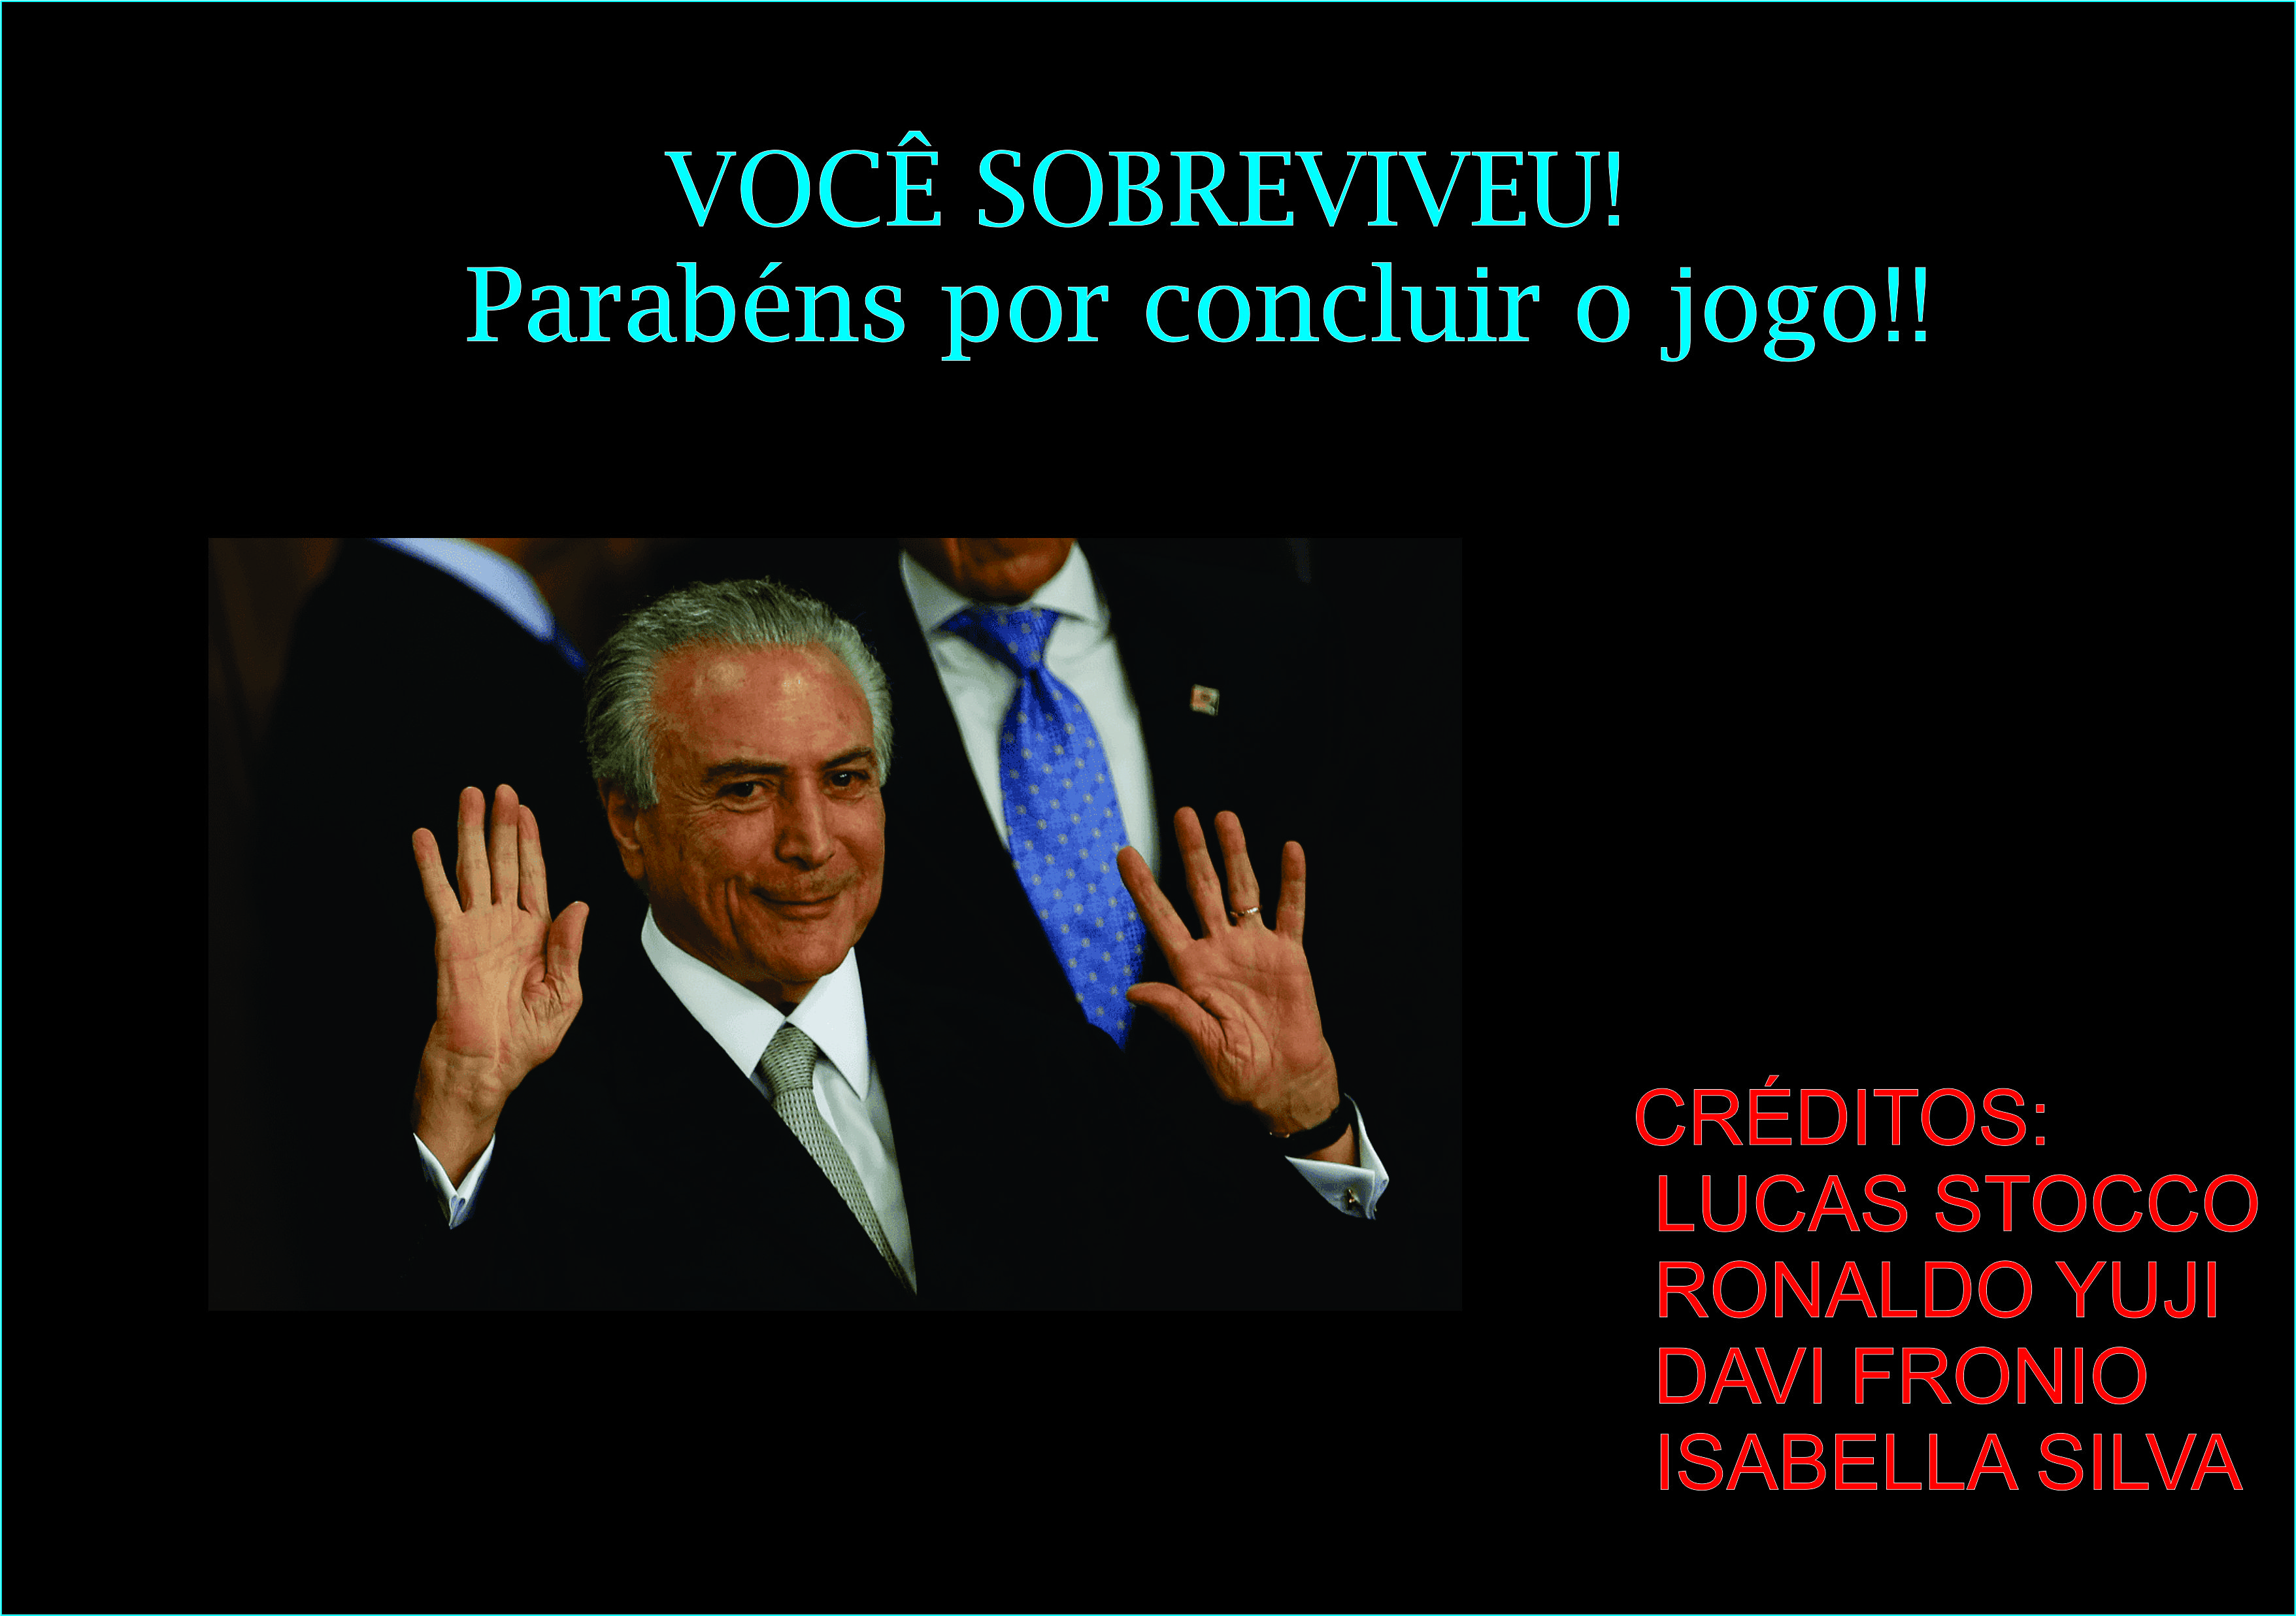 VOCÊ SOBREVIVEU!
Parabéns por concluir o jogo!!
CRÉDITOS:
LUCAS STOCCO
RONALDO YUJI
DAVI FRONIO
ISABELLA SILVA